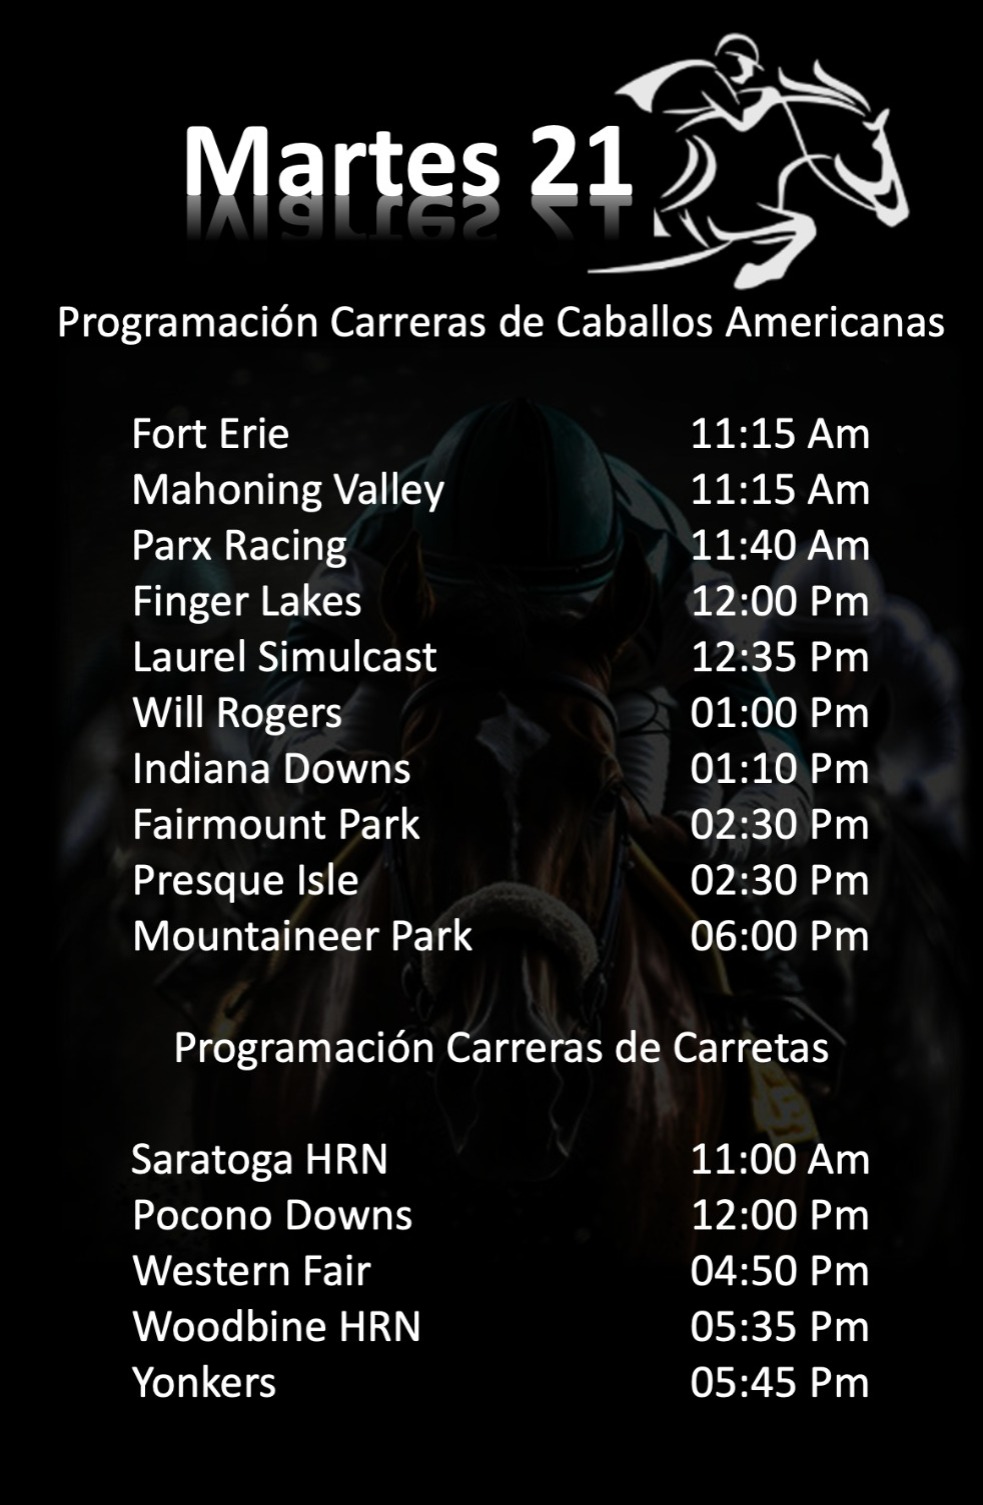 Martes 21
Programación Carreras de Caballos Americanas
Fort Erie 11:15 Am
Mahoning Valley 11:15 Am
Parx Racing 11:40 Am
Finger Lakes 12:00 Pm
Laurel Simulcast 12:35 Pm
Will Rogers 01:00 Pm
Indiana Downs 01:10 Pm
Fairmount Park 02:30 Pm
Presque Isle 02:30 Pm
Mountaineer Park 06:00 Pm
Programación Carreras de Carretas
Saratoga HRN 11:00 Am
Pocono Downs 12:00 Pm
Western Fair 04:50 Pm
Woodbine HRN 05:35 Pm
Yonkers 05:45 Pm